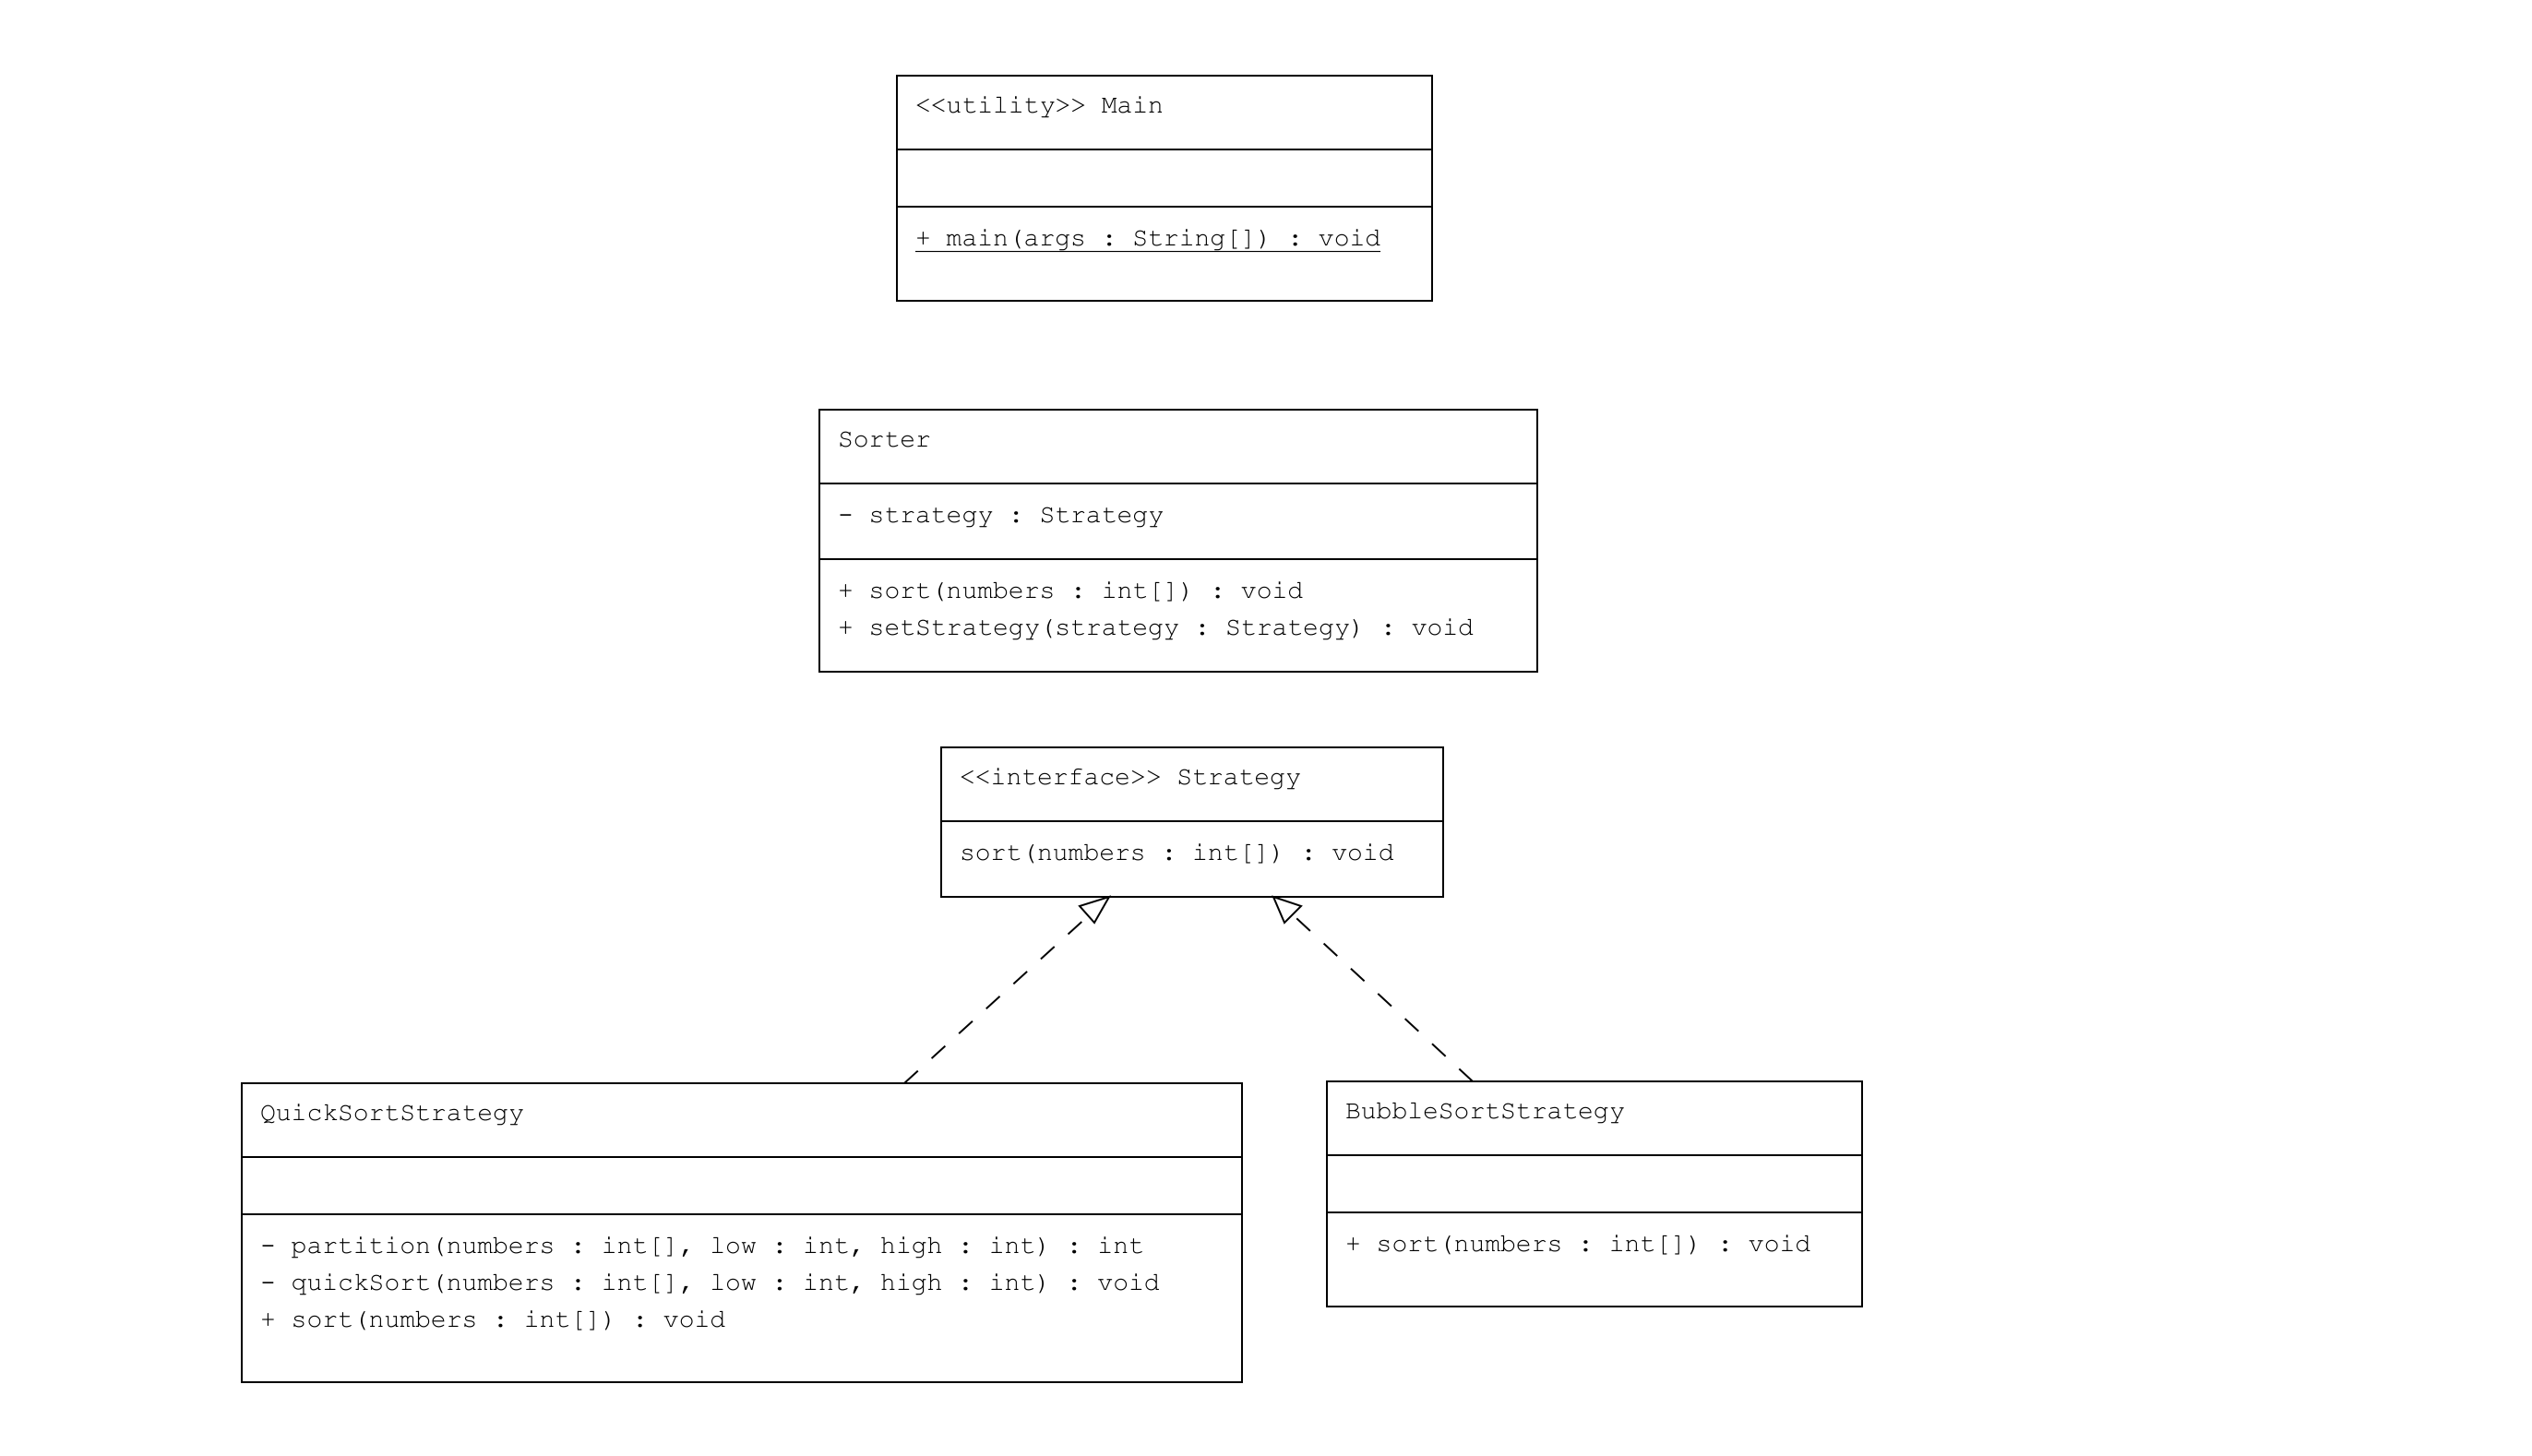 <<utility>> Main
+ main(args : String[]) : void
Sorter
- strategy : Strategy
+ sort(numbers : int[]) : void
+ setStrategy(strategy : Strategy) : void
<<interface>> Strategy
sort(numbers : int[]) : void
QuickSortStrategy
- partition(numbers : int[], low : int, high : int) : int
- quickSort(numbers : int[], low : int, high : int) : void
+ sort(numbers : int[]) : void
BubbleSortStrategy
+ sort(numbers : int[]) : void